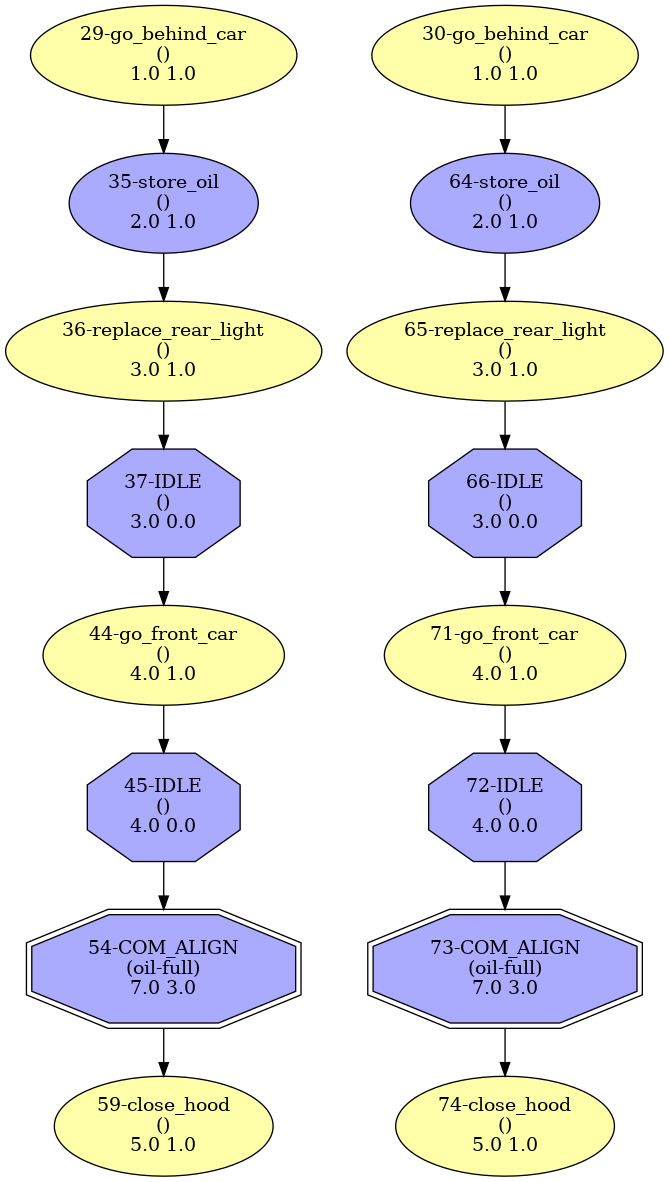 29-go_behind_car
()
1.0 1.0
30-go_behind_car
()
1.0 1.0
35-store_oil
()
2.0 1.0
64-store_oil
()
2.0 1.0
36-replace_rear_light
()
3.0 1.0
65-replace_rear_light
()
3.0 1.0
37-IDLE
()
3.0 0.0
66-IDLE
()
3.0 0.0
44-go_front_car
()
4.0 1.0
71-go_front_car
()
4.0 1.0
45-IDLE
()
4.0 0.0
72-IDLE
()
4.0 0.0
54-COM_ALIGN
(oil-full)
7.0 3.0
73-COM_ALIGN
(oil-full)
7.0 3.0
59-close_hood
()
5.0 1.0
74-close_hood
()
5.0 1.0